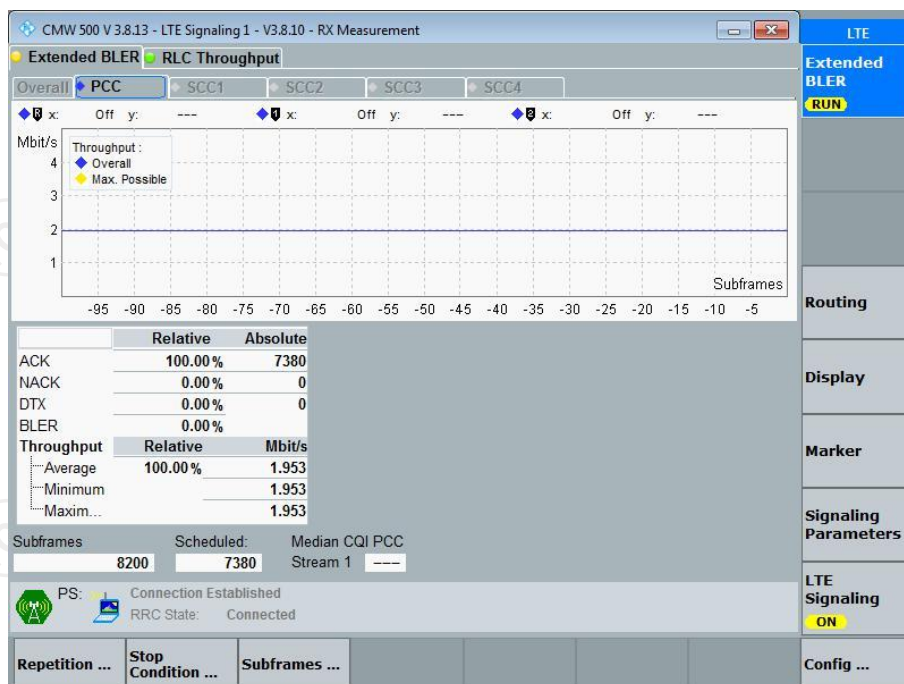 CMW 500 V 3.8.13 - LTE Signaling 1 - V3.8.10 - RX Measurement
LTE
Extended BLER RLC Throughput
Extended BLER
RUN
Overall PCC SCC1 SCC2 SCC3 SCC4
R x: Off y: --- 1 x: Off y: --- 2 x: Off y: ---
Mbit/s
Throughput :
Overall
Max. Possible
4
3
2
1
Subframes
-95 -90 -85 -80 -75 -70 -65 -60 -55 -50 -45 -40 -35 -30 -25 -20 -15 -10 -5
Relative Absolute
ACK 100.00 % 7380
NACK 0.00 % 0
DTX 0.00 % 0
BLER 0.00 %
Throughput Relative Mbit/s
Average 100.00 % 1.953
Minimum 1.953
Maxim... 1.953
Subframes Scheduled: Median CQI PCC
8200 7380 Stream 1 ---
PS: Connection Established
RRC State: Connected
Routing
Display
Marker
Signaling
Parameters
LTE
Signaling
ON
Repetition ... Stop Condition ... Subframes ... Config ...